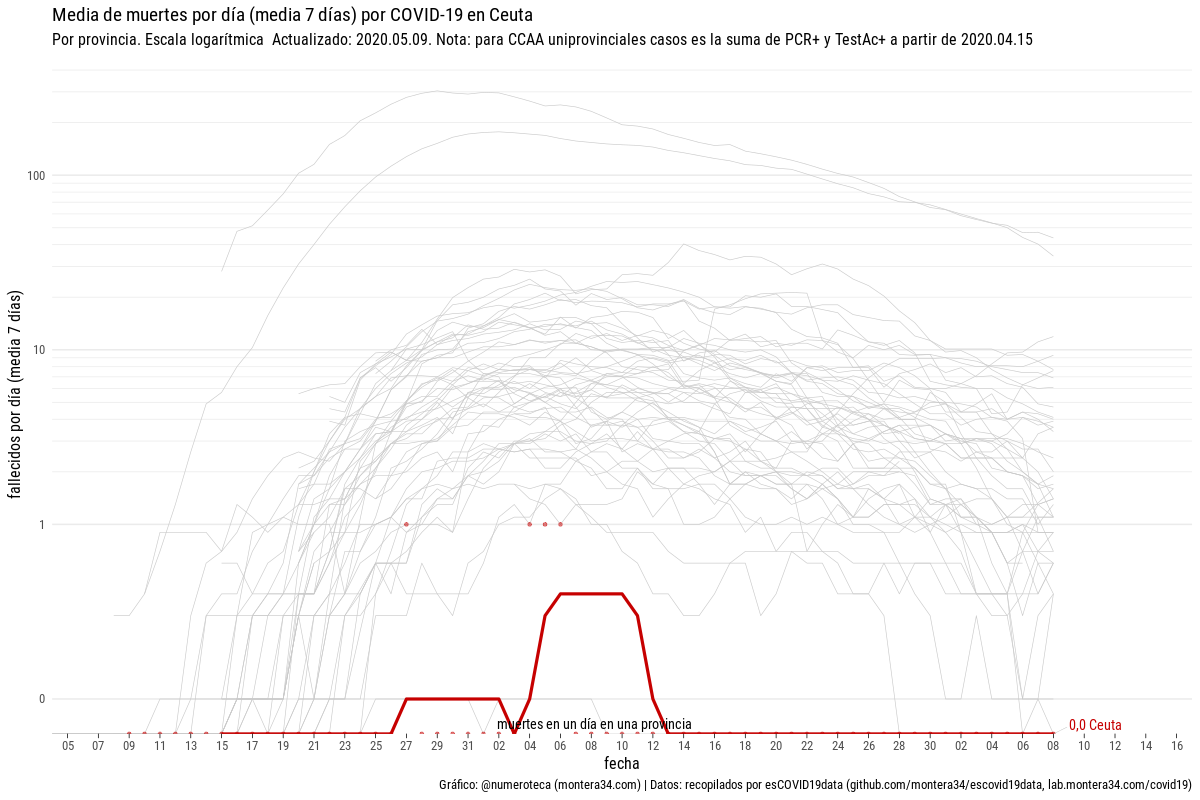 Media de muertes por día (media 7 días) por COVID-19 en Ceuta
Por provincia. Escala logarítmica  Actualizado: 2020.05.09. Nota: para CCAA uniprovinciales casos es la suma de PCR+ y TestAc+ a partir de 2020.04.15
fallecidos por día (media  7 días)
100
10
1
0
muertes en un día en una provincia
0,0 Ceuta
05 07 09 11 13 15 17 19 21 23 25 27 29 31 02 04 06 08 10 12 14 16 18 20 22 24 26 28 30 02 04 06 08 10 12 14 16
fecha
Gráfico: @numeroteca (montera34.com) | Datos: recopilados por esCOVID19data (github.com/montera34/escovid19data, lab.montera34.com/covid19)